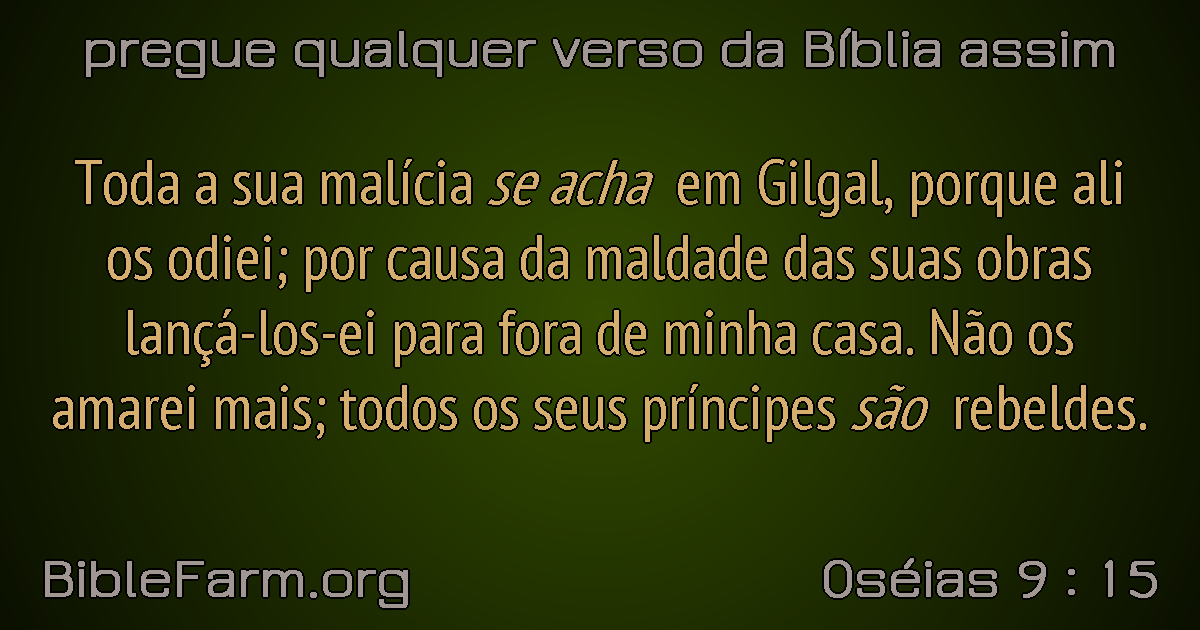 pregue qualquer verso da Bíblia assim
Toda a sua malícia se acha em Gilgal, porque ali
os odiei; por causa da maldade das suas obras
lançá-los-ei para fora de minha casa. Não os
amarei mais; todos os seus príncipes são rebeldes.
BibleFarm.org
Oséias 9 : 15